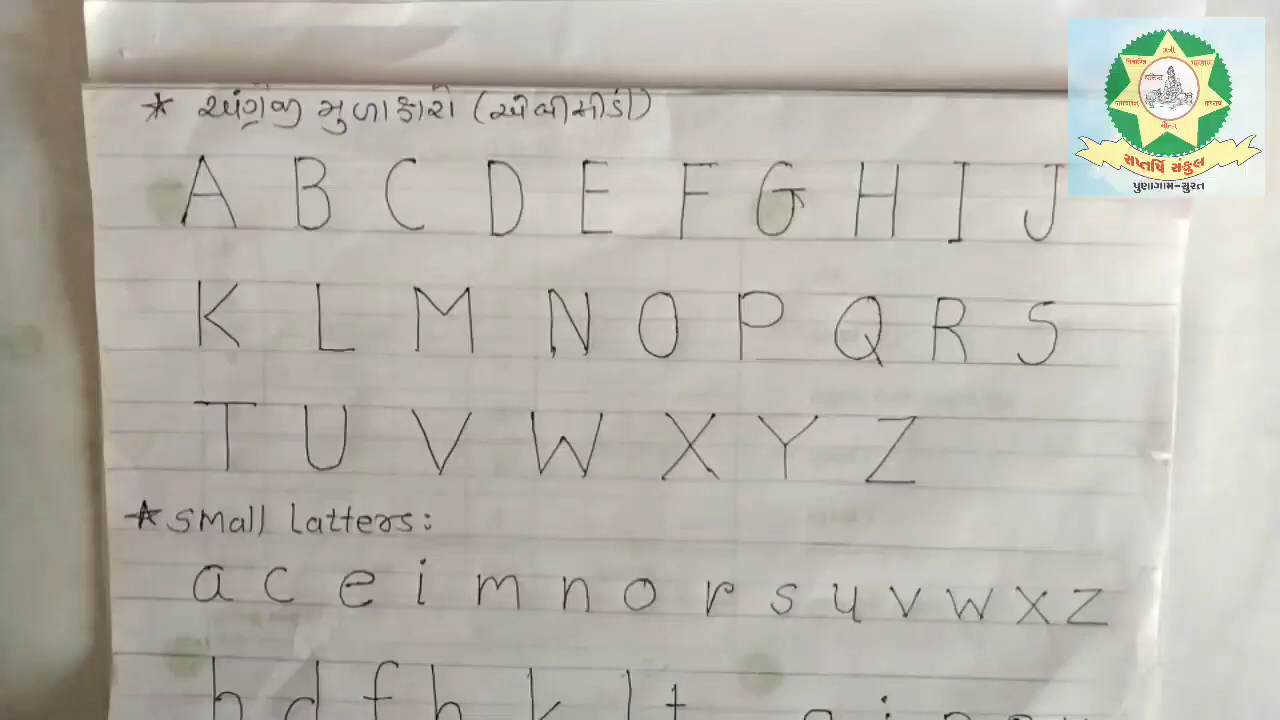 * અંગ્રેજી મુળાક્ષરો (એબીસીડી)
A B C D E F G H I J
K L M N O P Q R S
T U V W X Y Z
* Small Latters:
a c e i m n o r s u v w x z
b d f h k l t g j p q y
સપ્તર્ષિ સંકુલ
પુણાગામ-સુરત